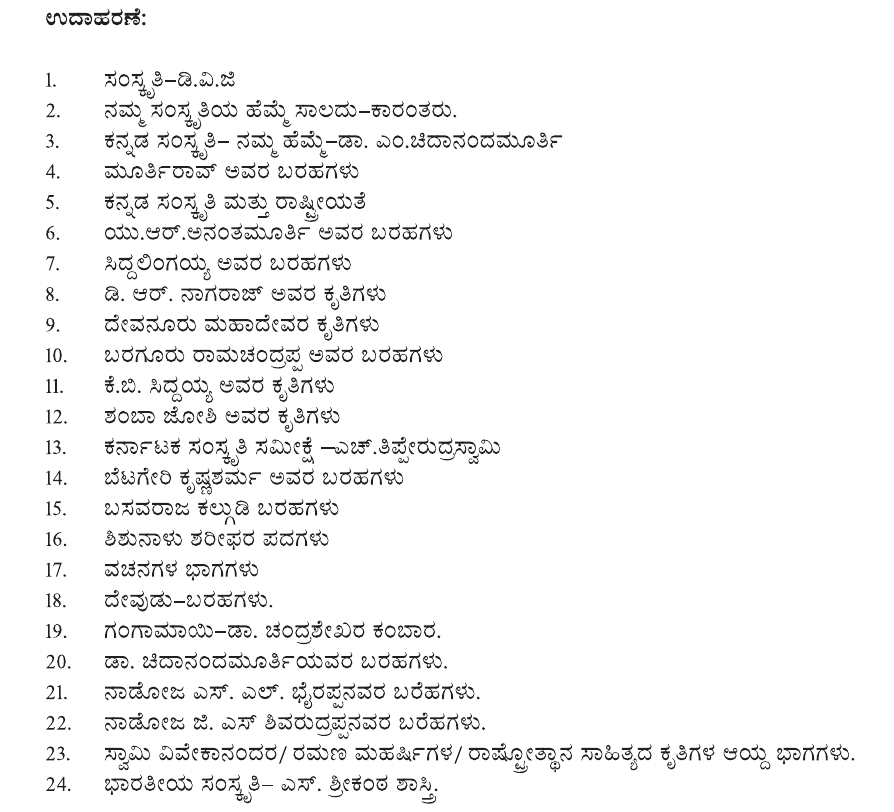 ಉದಾಹರಣೆ:
1. ಸಂಸ್ಕೃತಿ–ಡಿ.ವಿ.ಜಿ
2. ನಮ್ಮ ಸಂಸ್ಕೃತಿಯ ಹೆಮ್ಮೆ ಸಾಲದು–ಕಾರಂತರು.
3. ಕನ್ನಡ ಸಂಸ್ಕೃತಿ– ನಮ್ಮ ಹೆಮ್ಮೆ–ಡಾ. ಎಂ.ಚಿದಾನಂದಮೂರ್ತಿ
4. ಮೂರ್ತಿರಾವ್ ಅವರ ಬರಹಗಳು
5. ಕನ್ನಡ ಸಂಸ್ಕೃತಿ ಮತ್ತು ರಾಷ್ಟ್ರೀಯತೆ
6. ಯು.ಆರ್.ಅನಂತಮೂರ್ತಿ ಅವರ ಬರಹಗಳು
7. ಸಿದ್ದಲಿಂಗಯ್ಯ ಅವರ ಬರಹಗಳು
8. ಡಿ. ಆರ್. ನಾಗರಾಜ್ ಅವರ ಕೃತಿಗಳು
9. ದೇವನೂರು ಮಹಾದೇವರ ಕೃತಿಗಳು
10. ಬರಗೂರು ರಾಮಚಂದ್ರಪ್ಪ ಅವರ ಬರಹಗಳು
11. ಕೆ.ಬಿ. ಸಿದ್ದಯ್ಯ ಅವರ ಕೃತಿಗಳು
12. ಶಂಬಾ ಜೋಶಿ ಅವರ ಕೃತಿಗಳು
13. ಕರ್ನಾಟಕ ಸಂಸ್ಕೃತಿ ಸಮೀಕ್ಷೆ –ಎಚ್.ತಿಪ್ಪೇರುದ್ರಸ್ವಾಮಿ
14. ಬೆಟಗೇರಿ ಕೃಷ್ಣಶರ್ಮ ಅವರ ಬರಹಗಳು
15. ಬಸವರಾಜ ಕಲ್ಗುಡಿ ಬರಹಗಳು
16. ಶಿಶುನಾಳು ಶರೀಫರ ಪದಗಳು
17. ವಚನಗಳ ಭಾಗಗಳು
18. ದೇವುಡು–ಬರಹಗಳು.
19. ಗಂಗಾಮಾಯಿ–ಡಾ. ಚಂದ್ರಶೇಖರ ಕಂಬಾರ.
20. ಡಾ. ಚಿದಾನಂದಮೂರ್ತಿಯವರ ಬರಹಗಳು.
21. ನಾಡೋಜ ಎಸ್. ಎಲ್. ಭೈರಪ್ಪನವರ ಬರೆಹಗಳು.
22. ನಾಡೋಜ ಜಿ. ಎಸ್ ಶಿವರುದ್ರಪ್ಪನವರ ಬರೆಹಗಳು.
23. ಸ್ವಾಮಿ ವಿವೇಕಾನಂದರ/ ರಮಣ ಮಹರ್ಷಿಗಳ/ ರಾಷ್ಟ್ರೋತ್ಥಾನ ಸಾಹಿತ್ಯದ ಕೃತಿಗಳ ಆಯ್ದ ಭಾಗಗಳು.
24. ಭಾರತೀಯ ಸಂಸ್ಕೃತಿ– ಎಸ್. ಶ್ರೀಕಂಠ ಶಾಸ್ತ್ರಿ.